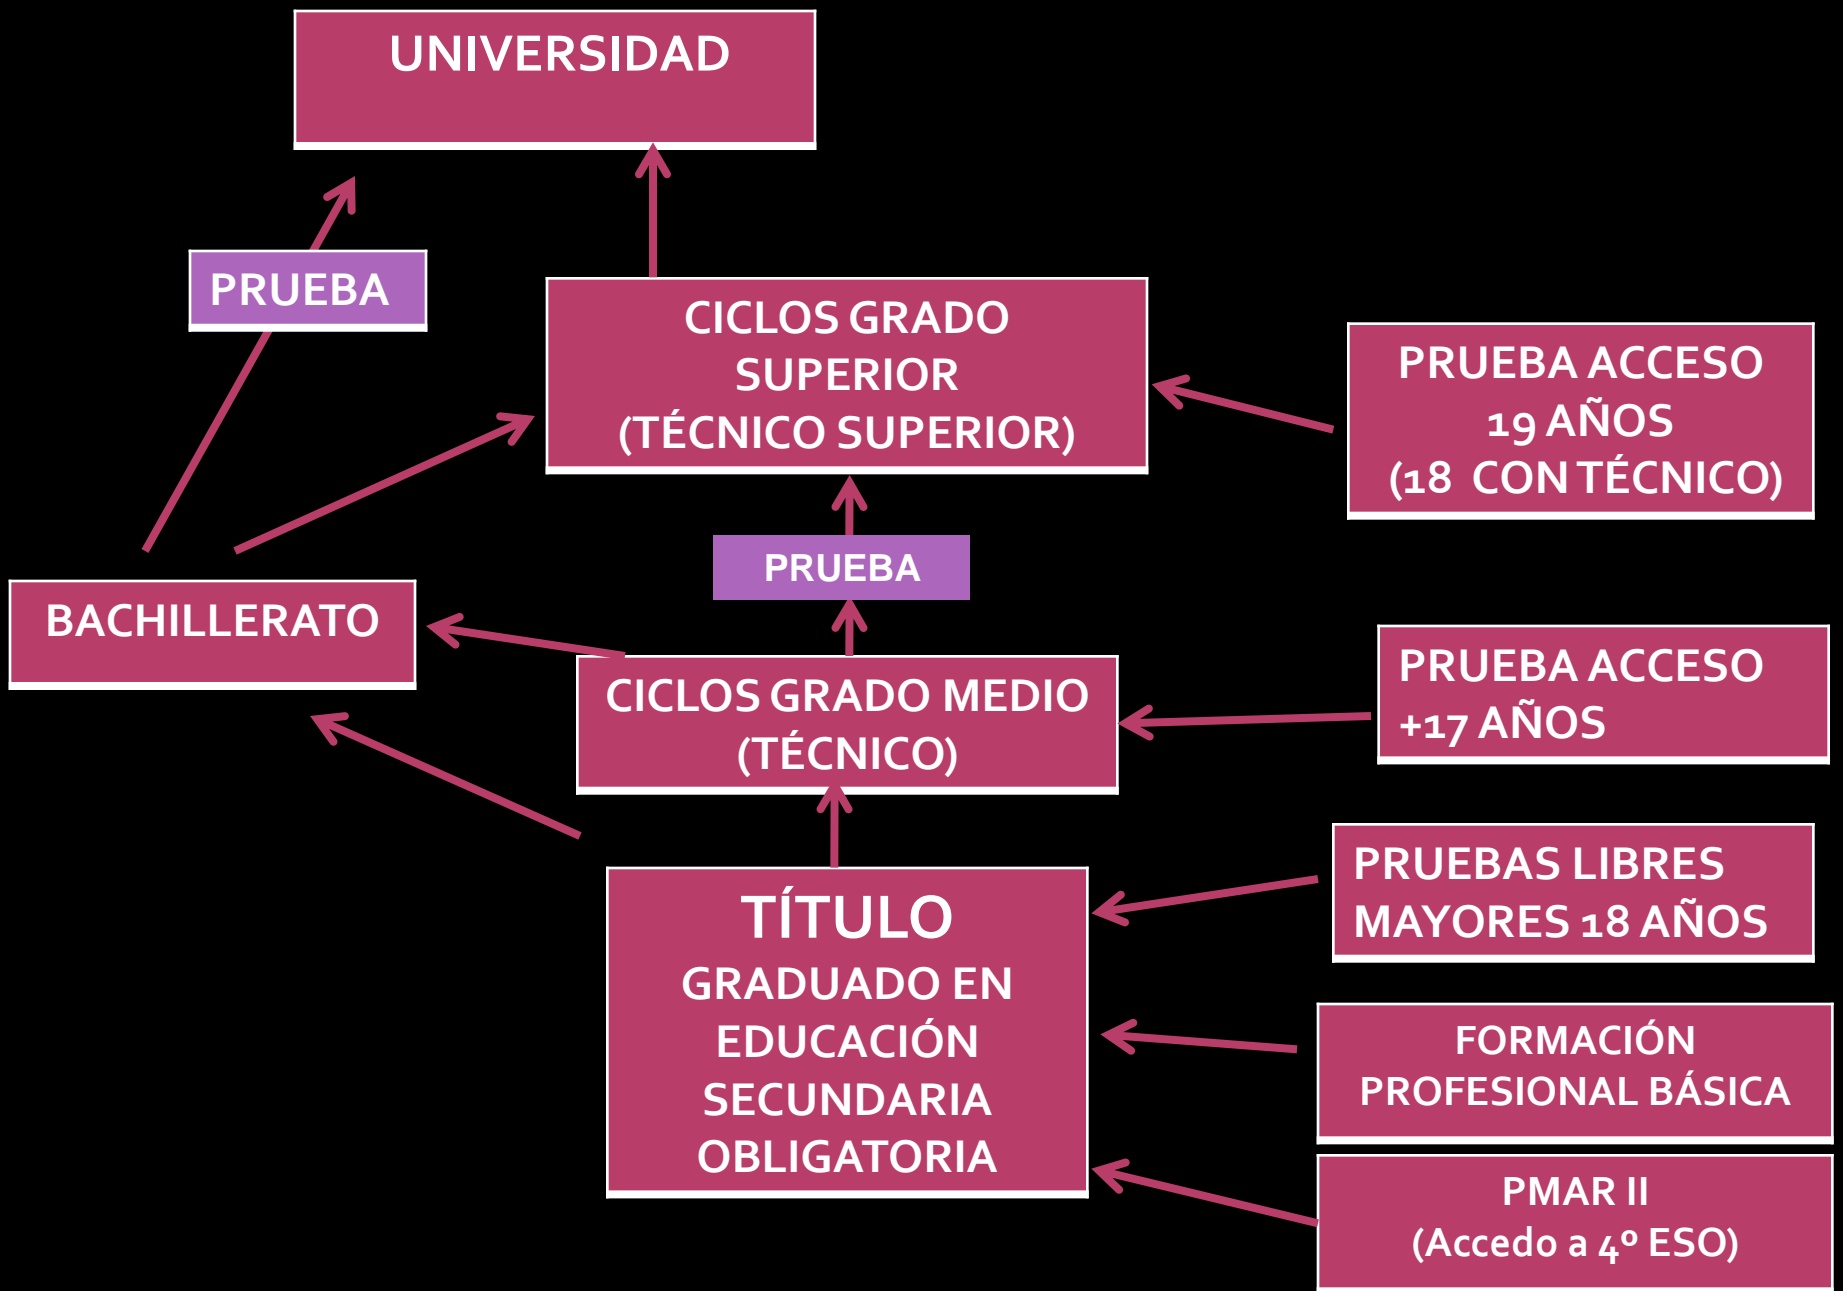 UNIVERSIDAD
PRUEBA
CICLOS GRADO
SUPERIOR
(TÉCNICO SUPERIOR)
PRUEBA ACCESO
19 AÑOS
(18 CON TÉCNICO)
PRUEBA
BACHILLERATO
CICLOS GRADO MEDIO
(TÉCNICO)
PRUEBA ACCESO
+17 AÑOS
TÍTULO
GRADUADO EN
EDUCACIÓN
SECUNDARIA
OBLIGATORIA
PRUEBAS LIBRES
MAYORES 18 AÑOS
FORMACIÓN
PROFESIONAL BÁSICA
PMAR II
(Accedo a 4º ESO)